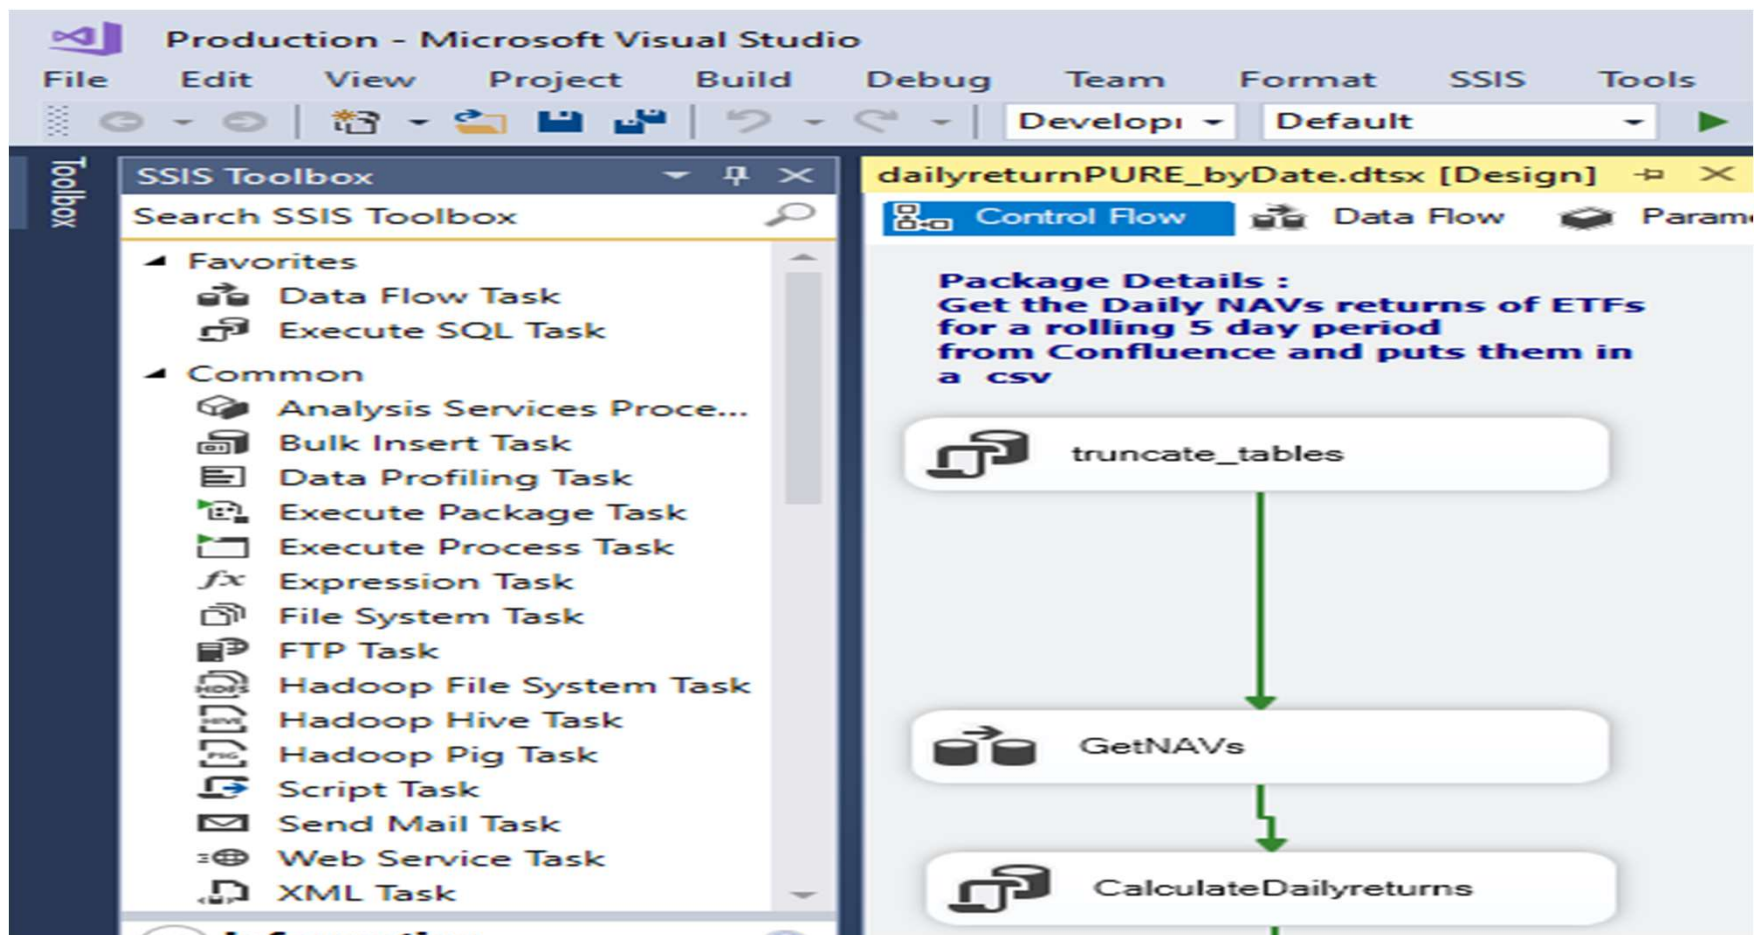 Production - Microsoft Visual Studio
File Edit View Project Build Debug Team Format SSIS Tools
Default
Toolbox
SSIS Toolbox
Search SSIS Toolbox
Favorites
Data Flow Task
Execute SQL Task
Common
Analysis Services Proce...
Bulk Insert Task
Data Profiling Task
Execute Package Task
Execute Process Task
fx Expression Task
File System Task
FTP Task
Hadoop File System Task
Hadoop Hive Task
Hadoop Pig Task
Script Task
Send Mail Task
Web Service Task
XML Task
dailyreturnPURE_byDate.dtsx [Design]
Control Flow Data Flow
Package Details :
Get the Daily NAVs returns of ETFs
for a rolling 5 day period
from Confluence and puts them in
a csv
truncate_tables
GetNAVs
CalculateDailyreturns